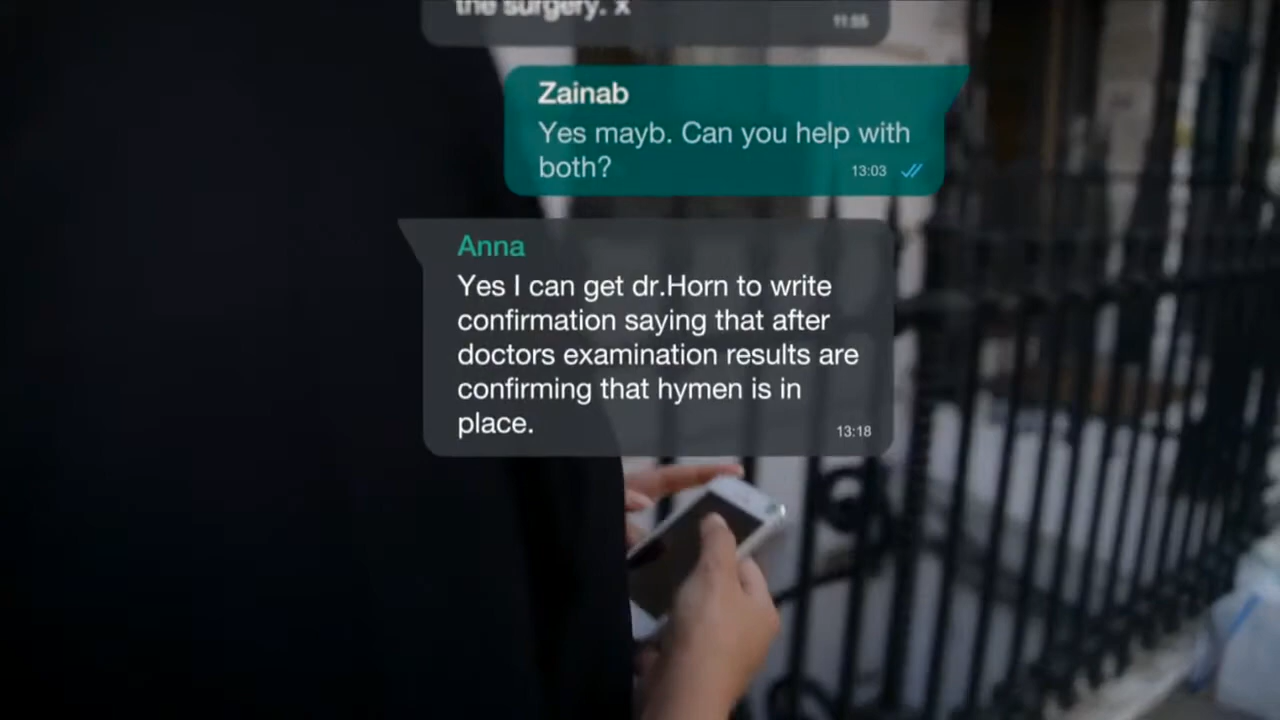 the surgery. x
11:55
Zainab
Yes mayb. Can you help with
both?
13:03
Anna
Yes I can get dr.Horn to write
confirmation saying that after
doctors examination results are
confirming that hymen is in
place.
13:18